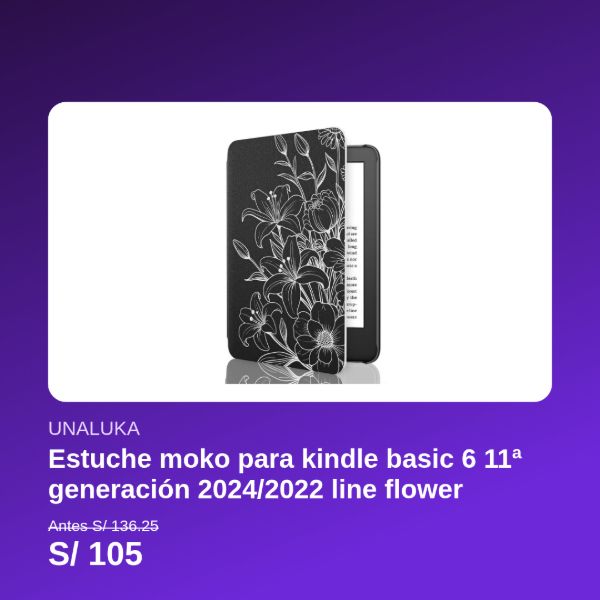 UNALUKA
Estuche moko para kindle basic 6 11ª
generación 2024/2022 line flower
Antes S/ 136.25
S/ 105